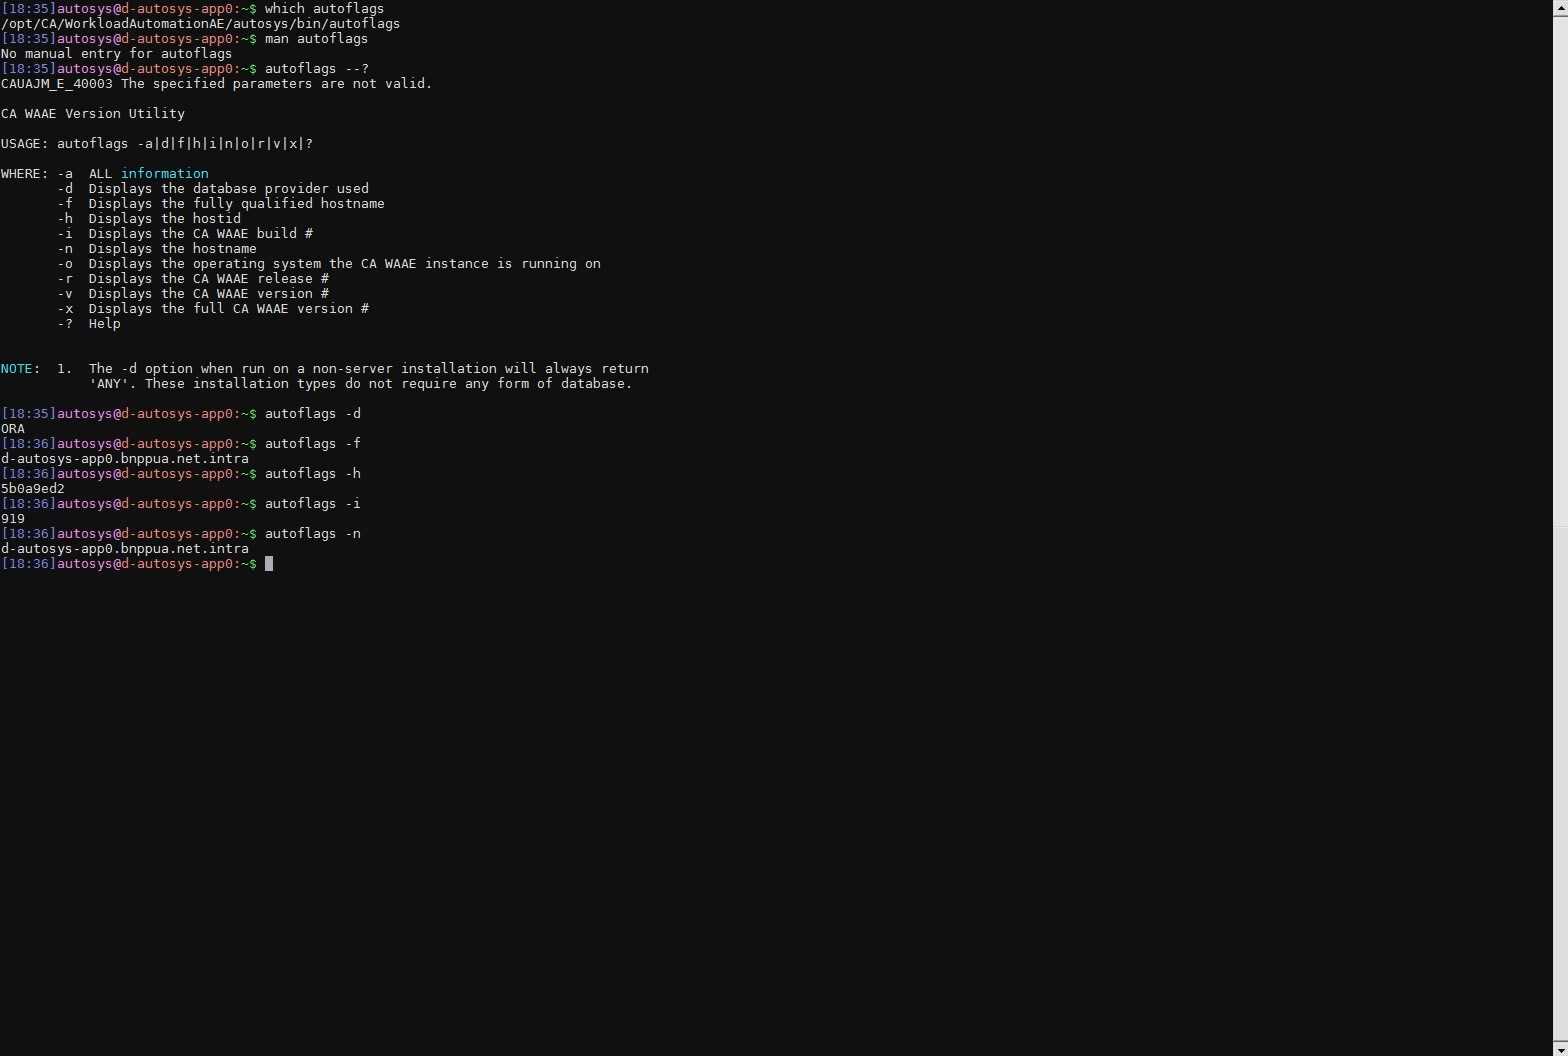 [18:35]autosys@d-autosys-app0:~$ which autoflags
/opt/CA/WorkloadAutomationAE/autosys/bin/autoflags
[18:35]autosys@d-autosys-app0:~$ man autoflags
No manual entry for autoflags
[18:35]autosys@d-autosys-app0:~$ autoflags --?
CAUAJM_E_40003 The specified parameters are not valid.

CA WAAE Version Utility

USAGE: autoflags -a|d|f|h|i|n|o|r|v|x|?

WHERE: -a  ALL information
       -d  Displays the database provider used
       -f  Displays the fully qualified hostname
       -h  Displays the hostid
       -i  Displays the CA WAAE build #
       -n  Displays the hostname
       -o  Displays the operating system the CA WAAE instance is running on
       -r  Displays the CA WAAE release #
       -v  Displays the CA WAAE version #
       -x  Displays the full CA WAAE version #
       -?  Help

NOTE:  1.  The -d option when run on a non-server installation will always return
           'ANY'. These installation types do not require any form of database.

[18:35]autosys@d-autosys-app0:~$ autoflags -d
ORA
[18:36]autosys@d-autosys-app0:~$ autoflags -f
d-autosys-app0.bnppua.net.intra
[18:36]autosys@d-autosys-app0:~$ autoflags -h
5b0a9ed2
[18:36]autosys@d-autosys-app0:~$ autoflags -i
919
[18:36]autosys@d-autosys-app0:~$ autoflags -n
d-autosys-app0.bnppua.net.intra
[18:36]autosys@d-autosys-app0:~$